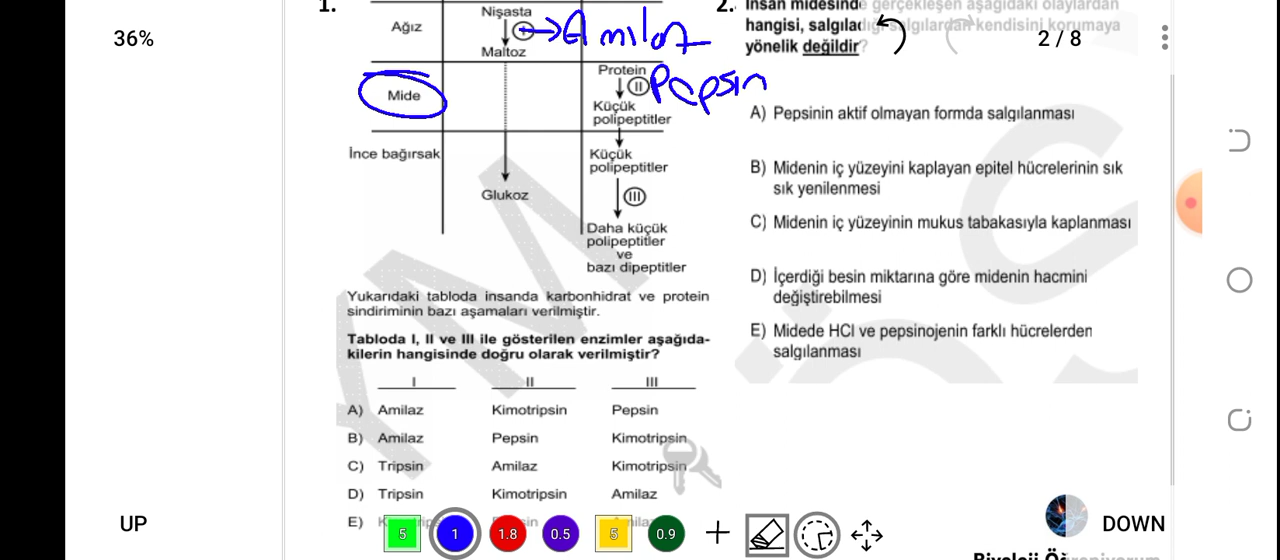 36%
1.
Ağız
Nişasta
Amilaz
Maltoz
Mide
Protein
II
Pepsin
Küçük
polipeptitler
İnce bağırsak
Küçük
polipeptitler
Glukoz
III
Daha küçük
polipeptitler
ve
bazı dipeptitler
Yukarıdaki tabloda insanda karbonhidrat ve protein
sindiriminin bazı aşamaları verilmiştir.
Tabloda I, II ve III ile gösterilen enzimler aşağıda-
kilerin hangisinde doğru olarak verilmiştir?
I II III
A) Amilaz Kimotripsin Pepsin
B) Amilaz Pepsin Kimotripsin
C) Tripsin Amilaz Kimotripsin
D) Tripsin Kimotripsin Amilaz
E)
2. İnsan midesinde gerçekleşen aşağıdaki olaylardan
hangisi, salgıladığı salgılardan kendisini korumaya
yönelik değildir?
2 / 8
A) Pepsinin aktif olmayan formda salgılanması
B) Midenin iç yüzeyini kaplayan epitel hücrelerinin sık
sık yenilenmesi
C) Midenin iç yüzeyinin mukus tabakasıyla kaplanması
D) İçerdiği besin miktarına göre midenin hacmini
değiştirebilmesi
E) Midede HCl ve pepsinojenin farklı hücrelerden
salgılanması
UP
5 1 1.8 0.5 5 0.9
DOWN